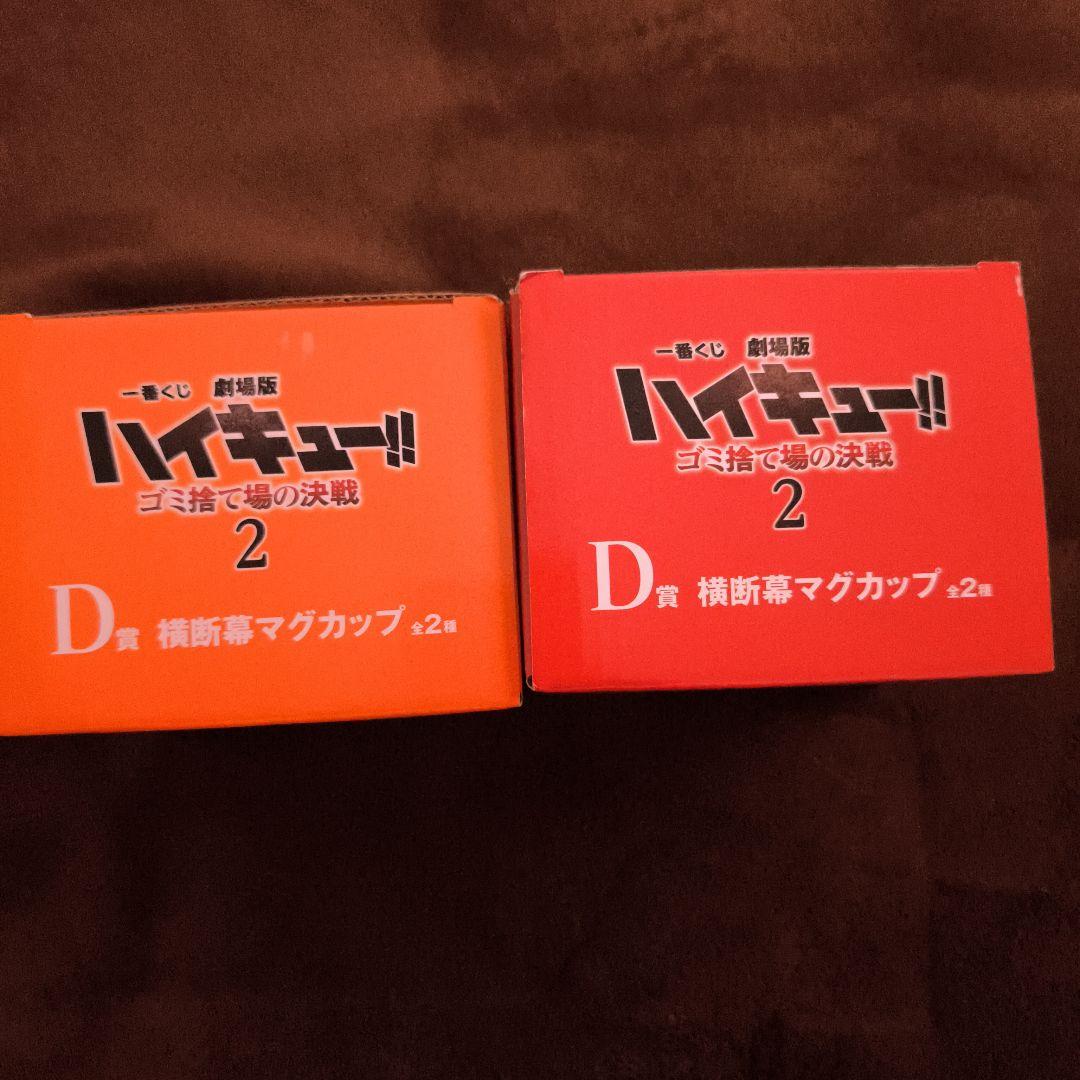 一番くじ 劇場版
ハイキュー!!
ゴミ捨て場の決戦
2
D賞 横断幕マグカップ 全2種
一番くじ 劇場版
ハイキュー!!
ゴミ捨て場の決戦
2
D賞 横断幕マグカップ 全2種